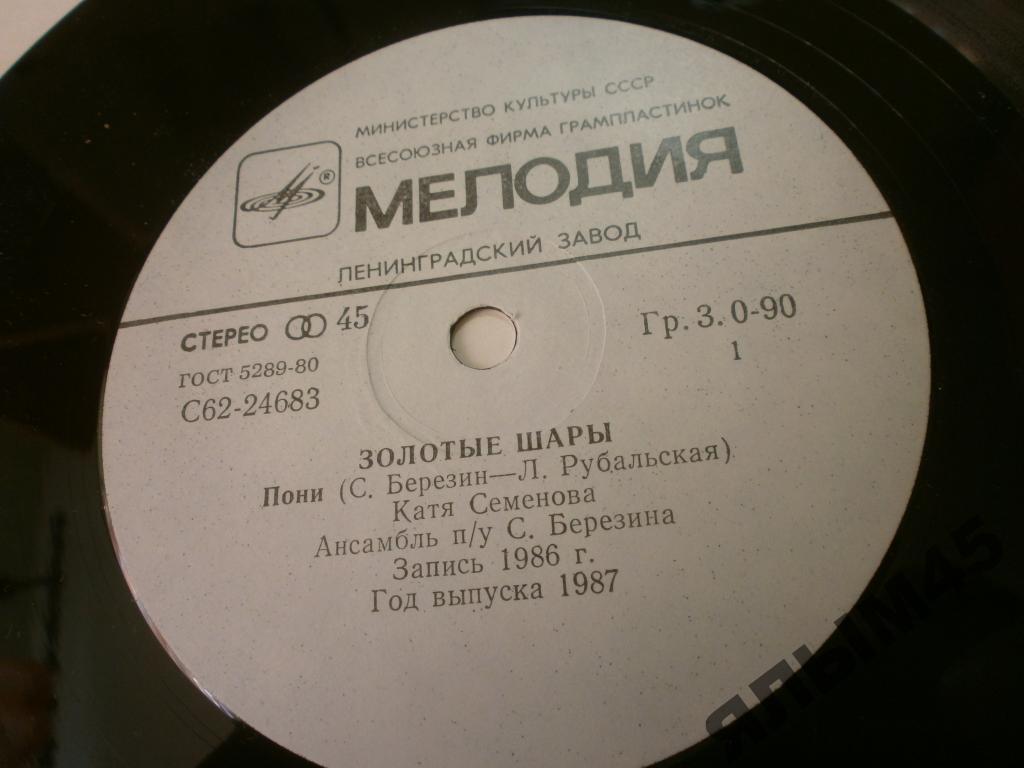 МИНИСТЕРСТВО КУЛЬТУРЫ СССР
ВСЕСОЮЗНАЯ ФИРМА ГРАМПЛАСТИНОК
® МЕЛОДИЯ
ЛЕНИНГРАДСКИЙ ЗАВОД
СТЕРЕО 45
Гр. 3. 0-90
ГОСТ 5289-80
1
С62-24683
ЗОЛОТЫЕ ШАРЫ
Пони (С. Березин—Л. Рубальская)
Катя Семенова
Ансамбль п/у С. Березина
Запись 1986 г.
Год выпуска 1987
ЯЛЫМ45